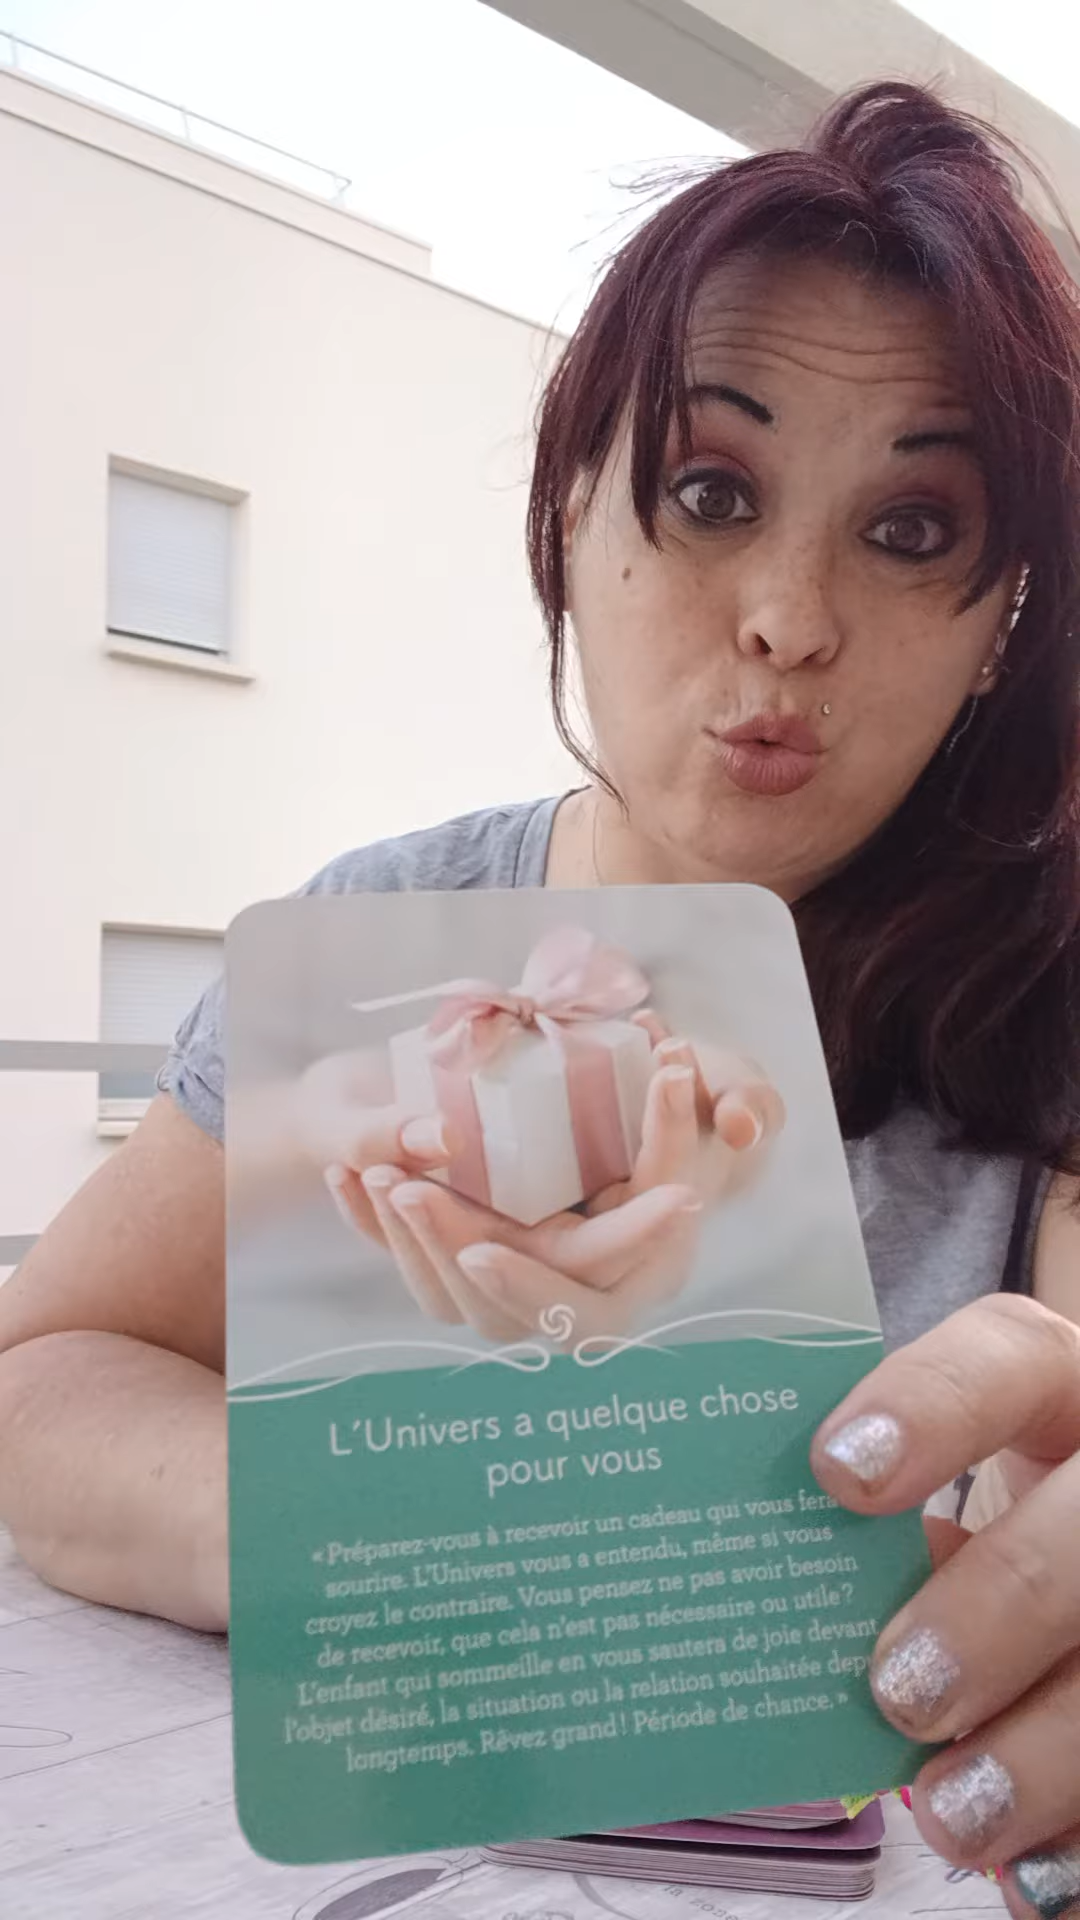 L'Univers a quelque chose
pour vous
«Préparez-vous à recevoir un cadeau qui vous fera
sourire. L'Univers vous a entendu, même si vous
croyez le contraire. Vous pensez ne pas avoir besoin
de recevoir, que cela n'est pas nécessaire ou utile?
L'enfant qui sommeille en vous sautera de joie devant
l'objet désiré, la situation ou la relation souhaitée dep
longtemps. Rêvez grand! Période de chance.»
la zone